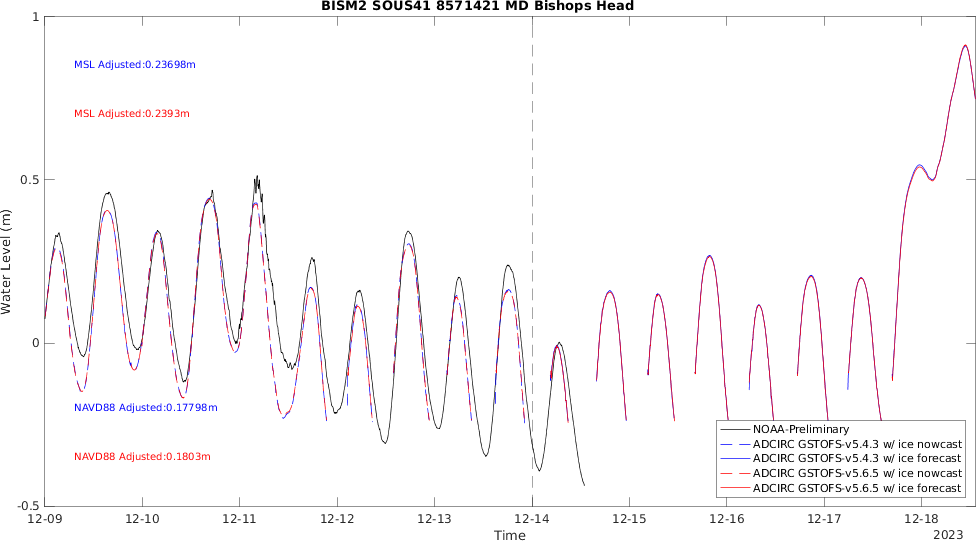 BISM2 SOUS41 8571421 MD Bishops Head
1
MSL Adjusted:0.23698m
MSL Adjusted:0.2393m
0.5
Water Level (m)
0
NAVD88 Adjusted:0.17798m
NAVD88 Adjusted:0.1803m
NOAA-Preliminary
ADCIRC GSTOFS-v5.4.3 w/ ice nowcast
ADCIRC GSTOFS-v5.4.3 w/ ice forecast
ADCIRC GSTOFS-v5.6.5 w/ ice nowcast
ADCIRC GSTOFS-v5.6.5 w/ ice forecast
-0.5
12-09 12-10 12-11 12-12 12-13 12-14 12-15 12-16 12-17 12-18
Time
2023